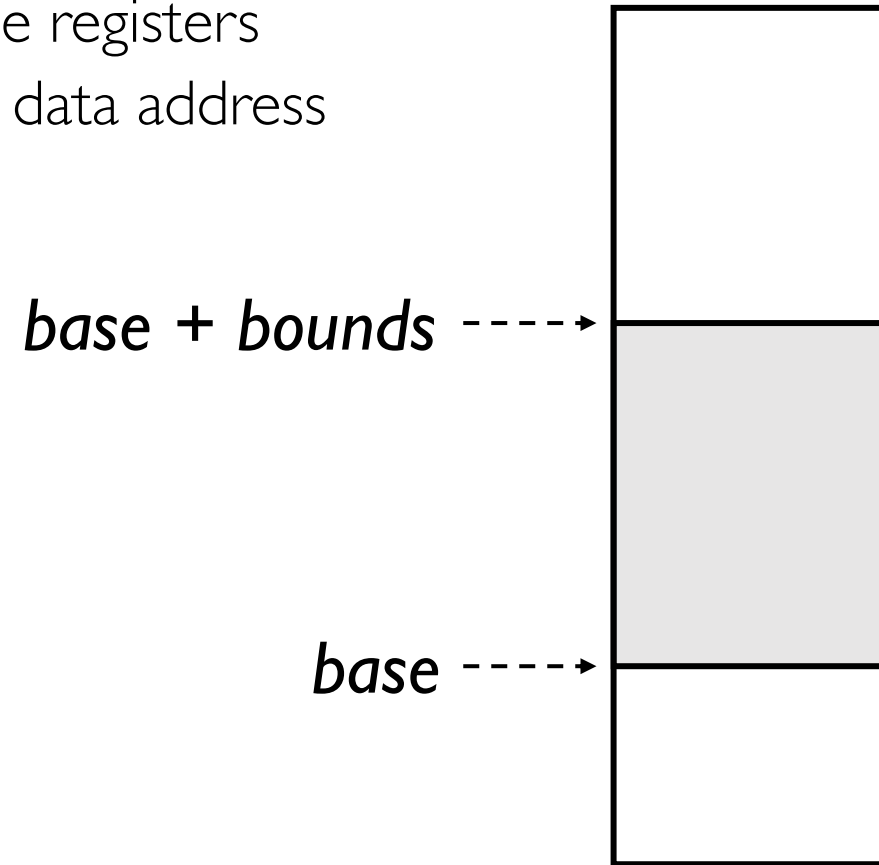 e registers
data address
base + bounds
base